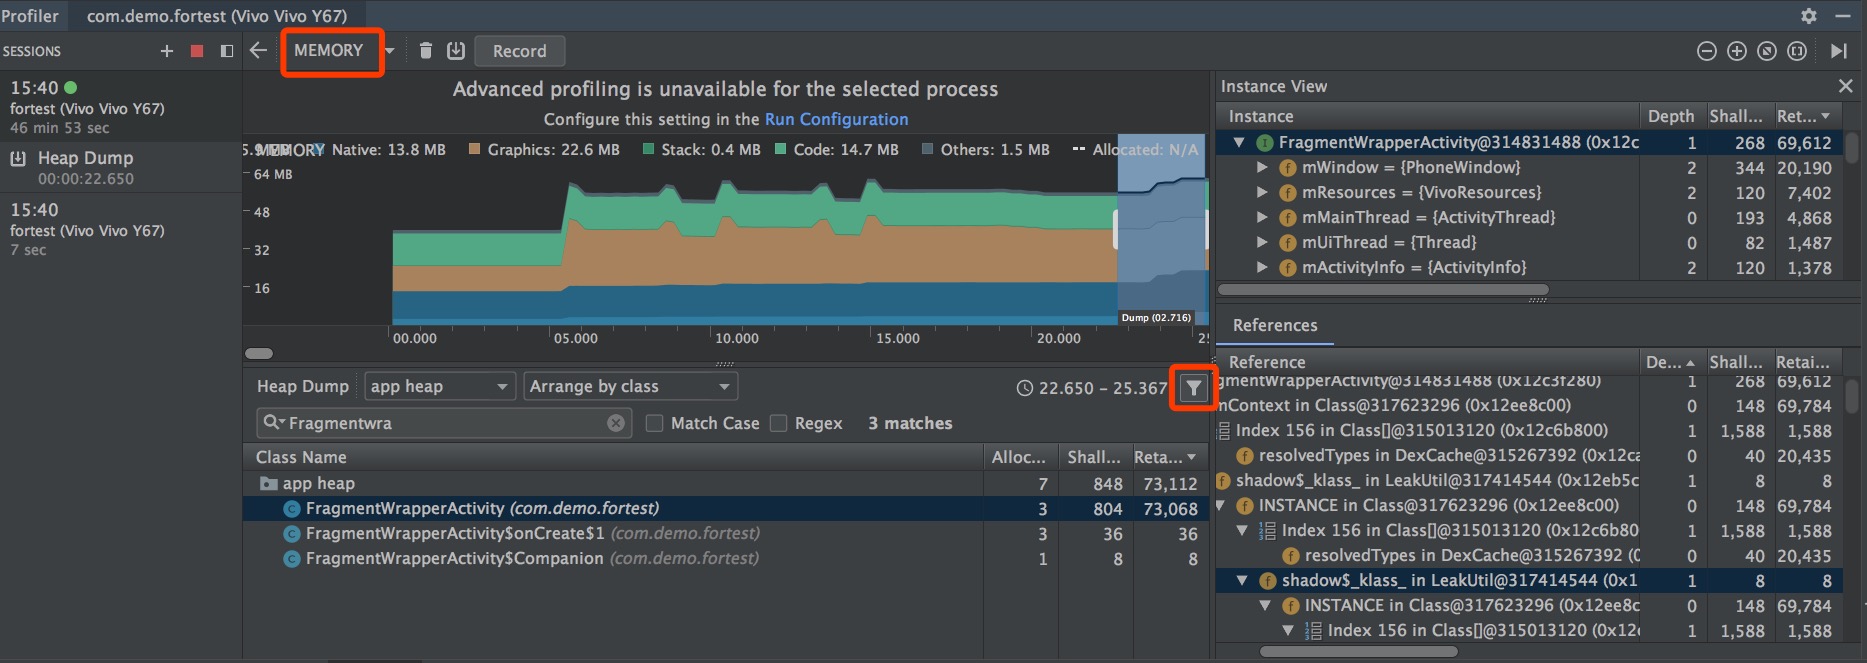 Profiler com.demo.fortest (Vivo Vivo Y67)
SESSIONS
MEMORY
Record
15:40
fortest (Vivo Vivo Y67)
46 min 53 sec
Heap Dump
00:00:22.650
15:40
fortest (Vivo Vivo Y67)
7 sec
Advanced profiling is unavailable for the selected process
Configure this setting in the Run Configuration
MEMORY Native: 13.8 MB Graphics: 22.6 MB Stack: 0.4 MB Code: 14.7 MB Others: 1.5 MB Allocated: N/A
64 MB
48
32
16
Dump (02.716)
00.000 05.000 10.000 15.000 20.000 25
Heap Dump app heap Arrange by class 22.650 – 25.367
Fragmentwra Match Case Regex 3 matches
Class Name Alloc... Shall... Reta...
app heap 7 848 73,112
FragmentWrapperActivity (com.demo.fortest) 3 804 73,068
FragmentWrapperActivity$onCreate$1 (com.demo.fortest) 3 36 36
FragmentWrapperActivity$Companion (com.demo.fortest) 1 8 8
Instance View
Instance Depth Shall... Ret...
FragmentWrapperActivity@314831488 (0x12c 1 268 69,612
mWindow = {PhoneWindow} 2 344 20,190
mResources = {VivoResources} 2 120 7,402
mMainThread = {ActivityThread} 0 193 4,868
mUiThread = {Thread} 0 82 1,487
mActivityInfo = {ActivityInfo} 2 120 1,378
References
Reference De... Shall... Retai...
gmentWrapperActivity@314831488 (0x12c3f280) 1 268 69,612
mContext in Class@317623296 (0x12ee8c00) 0 148 69,784
Index 156 in Class[]@315013120 (0x12c6b800) 1 1,588 1,588
resolvedTypes in DexCache@315267392 (0x12ca 0 40 20,435
shadow$_klass_ in LeakUtil@317414544 (0x12eb5c 1 8 8
INSTANCE in Class@317623296 (0x12ee8c00) 0 148 69,784
Index 156 in Class[]@315013120 (0x12c6b80 1 1,588 1,588
resolvedTypes in DexCache@315267392 (0 0 40 20,435
shadow$_klass_ in LeakUtil@317414544 (0x1 1 8 8
INSTANCE in Class@317623296 (0x12ee8c 0 148 69,784
Index 156 in Class[]@315013120 (0x12 1 1,588 1,588